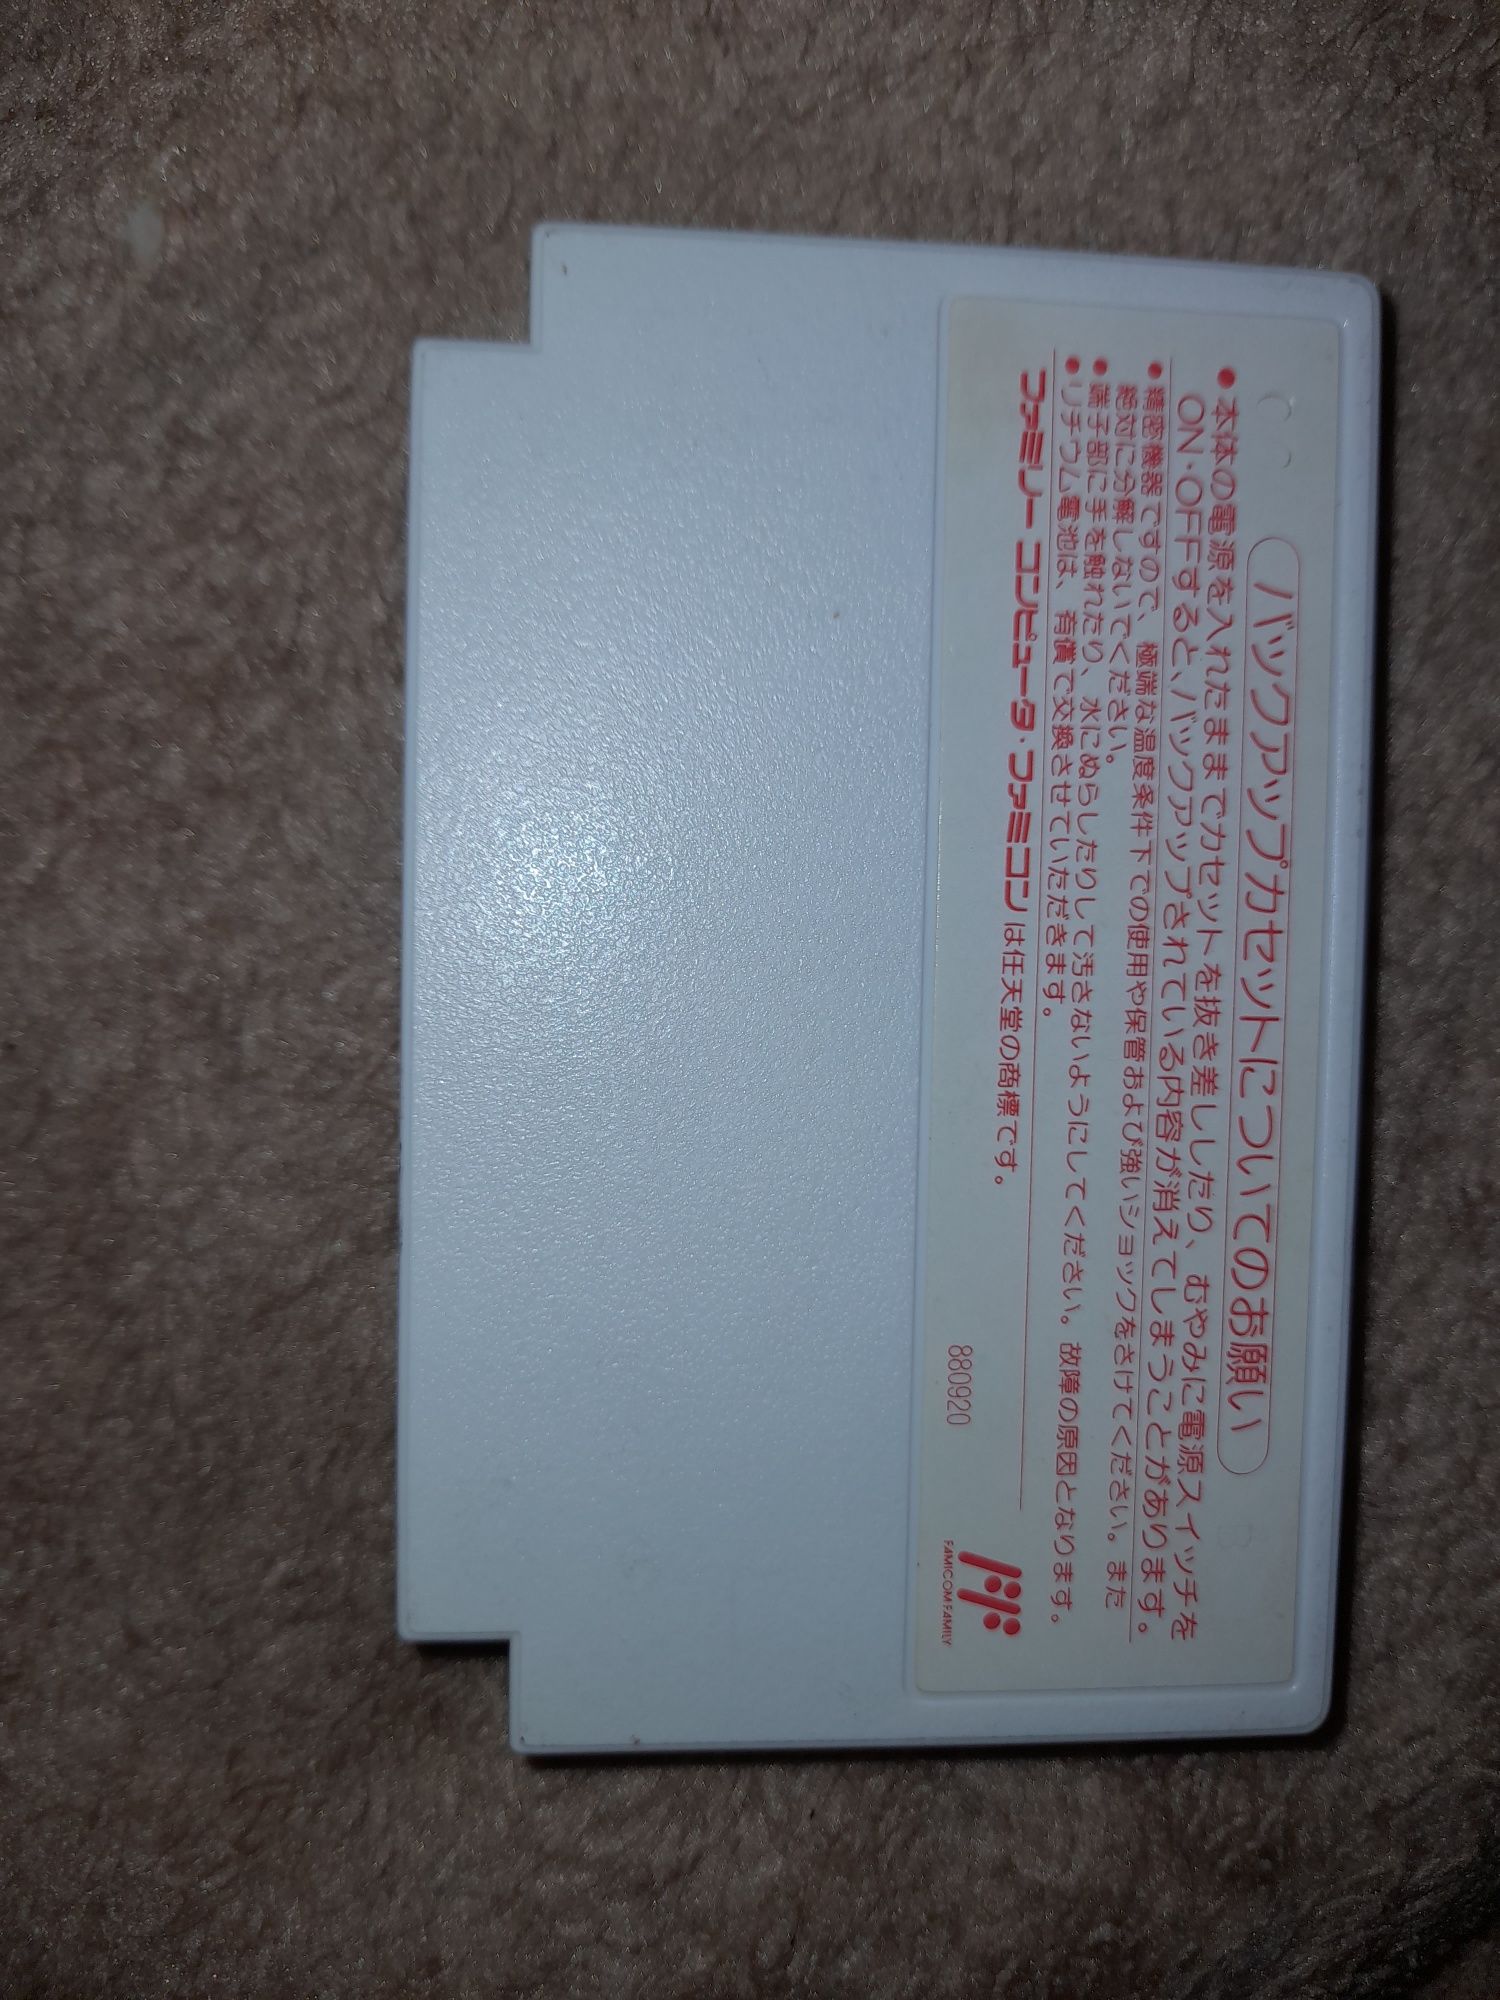 バックアップカセットについてのお願い
●本体の電源を入れたままでカセットを抜き差ししたり、むやみに電源スイッチを
ON・OFFすると、バックアップされている内容が消えてしまうことがあります。
●精密機器ですので、極端な温度条件下での使用や保管および強いショックをさけてください。また
絶対に分解しないでください。
●端子部に手を触れたり、水にぬらしたりして汚さないようにしてください。故障の原因となります。
●リチウム電池は、有償で交換させていただきます。
ファミリー コンピュータ・ファミコンは任天堂の商標です。
880920
FAMICOM FAMILY